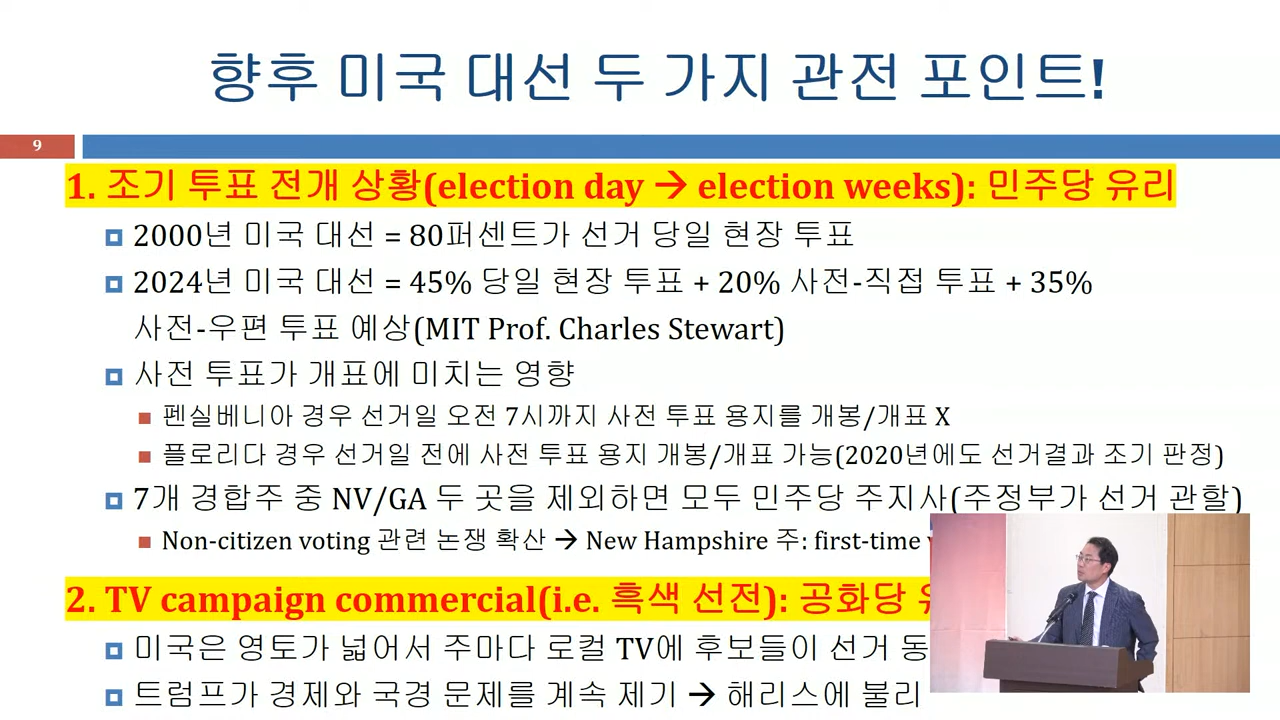 향후 미국 대선 두 가지 관전 포인트!
9
1. 조기 투표 전개 상황(election day → election weeks): 민주당 유리
2000년 미국 대선 = 80퍼센트가 선거 당일 현장 투표
2024년 미국 대선 = 45% 당일 현장 투표 + 20% 사전-직접 투표 + 35%
사전-우편 투표 예상(MIT Prof. Charles Stewart)
사전 투표가 개표에 미치는 영향
펜실베니아 경우 선거일 오전 7시까지 사전 투표 용지를 개봉/개표 X
플로리다 경우 선거일 전에 사전 투표 용지 개봉/개표 가능(2020년에도 선거결과 조기 판정)
7개 경합주 중 NV/GA 두 곳을 제외하면 모두 민주당 주지사(주정부가 선거 관할)
Non-citizen voting 관련 논쟁 확산 → New Hampshire 주: first-time
2. TV campaign commercial(i.e. 흑색 선전): 공화당
미국은 영토가 넓어서 주마다 로컬 TV에 후보들이 선거
트럼프가 경제와 국경 문제를 계속 제기 → 해리스에 불리